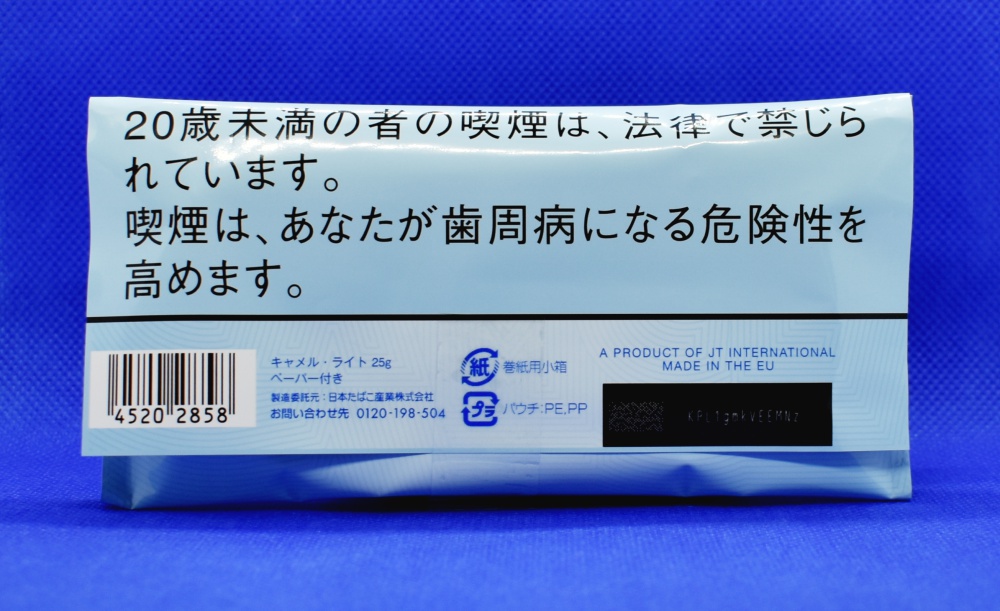 20歳未満の者の喫煙は、法律で禁じら
れています。
喫煙は、あなたが歯周病になる危険性を
高めます。
4520 2858
キャメル・ライト 25g
ペーパー付き
製造委託元:日本たばこ産業株式会社
お問い合わせ先 0120-198-504
紙 巻紙用小箱
プラ パウチ:PE,PP
A PRODUCT OF JT INTERNATIONAL
MADE IN THE EU